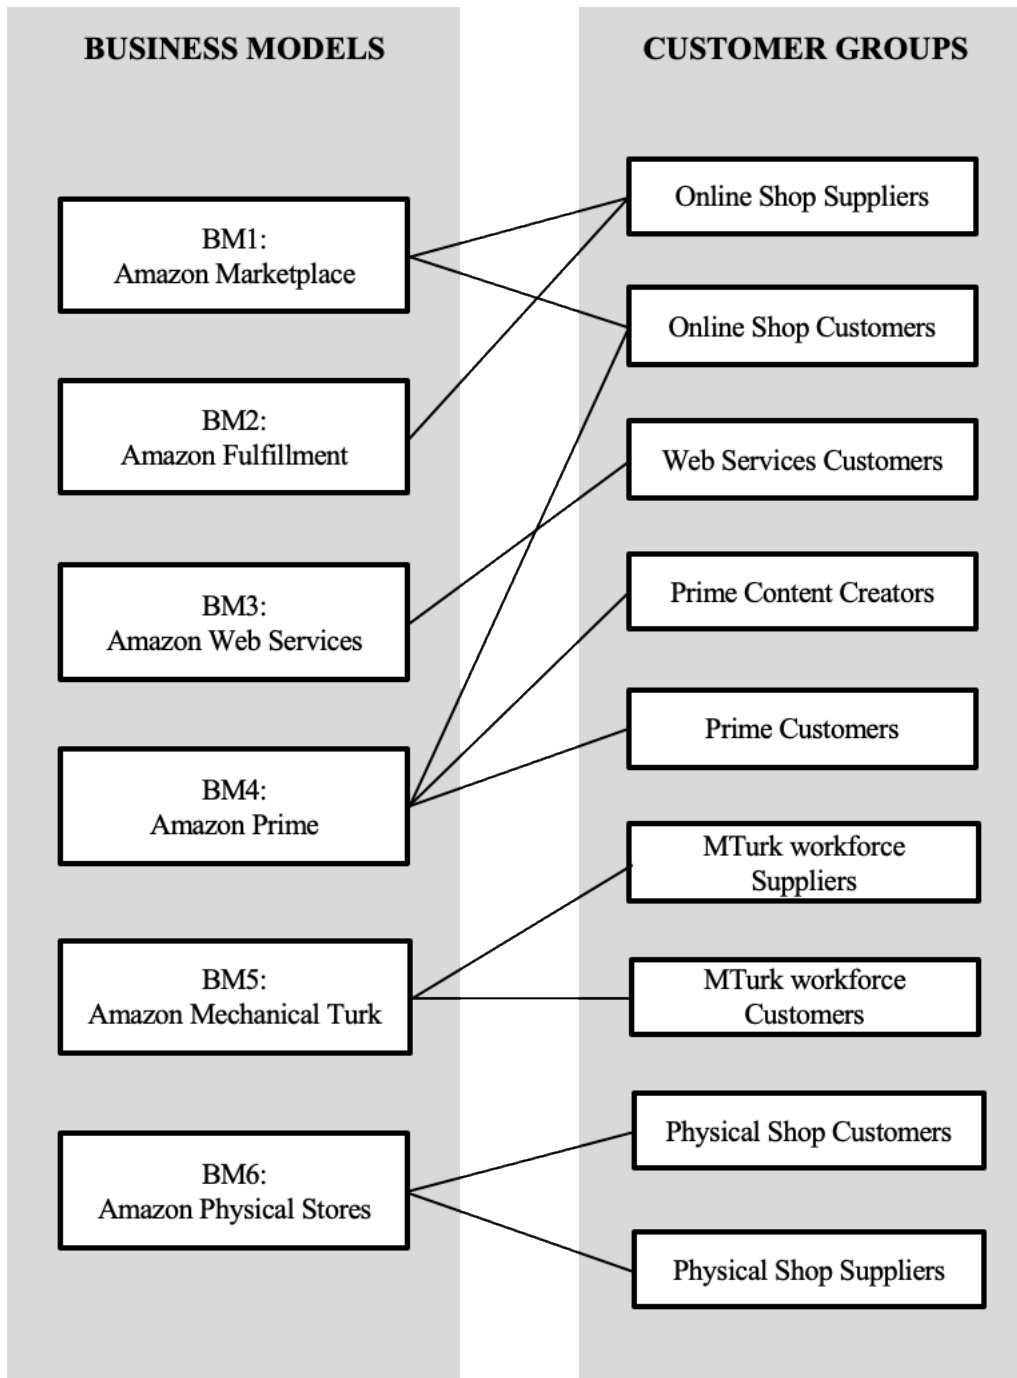 BUSINESS MODELS
CUSTOMER GROUPS
BM1:
Amazon Marketplace
BM2:
Amazon Fulfillment
BM3:
Amazon Web Services
BM4:
Amazon Prime
BM5:
Amazon Mechanical Turk
BM6:
Amazon Physical Stores
Online Shop Suppliers
Online Shop Customers
Web Services Customers
Prime Content Creators
Prime Customers
MTurk workforce
Suppliers
MTurk workforce
Customers
Physical Shop Customers
Physical Shop Suppliers